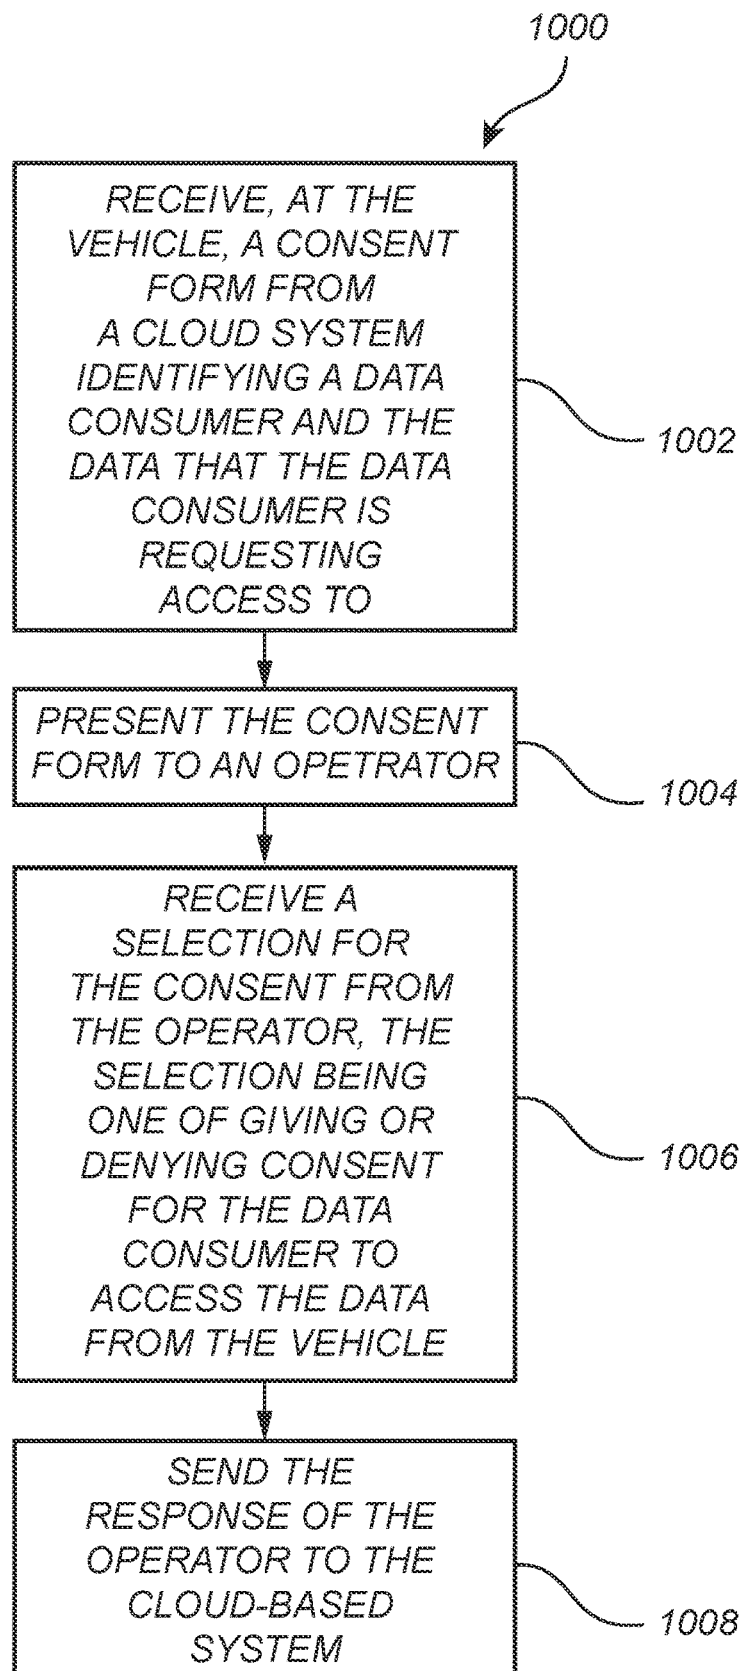 1000
RECEIVE, AT THE
VEHICLE, A CONSENT
FORM FROM
A CLOUD SYSTEM
IDENTIFYING A DATA
CONSUMER AND THE
DATA THAT THE DATA
CONSUMER IS
REQUESTING
ACCESS TO
1002
PRESENT THE CONSENT
FORM TO AN OPETRATOR
1004
RECEIVE A
SELECTION FOR
THE CONSENT FROM
THE OPERATOR, THE
SELECTION BEING
ONE OF GIVING OR
DENYING CONSENT
FOR THE DATA
CONSUMER TO
ACCESS THE DATA
FROM THE VEHICLE
1006
SEND THE
RESPONSE OF THE
OPERATOR TO THE
CLOUD-BASED
SYSTEM
1008